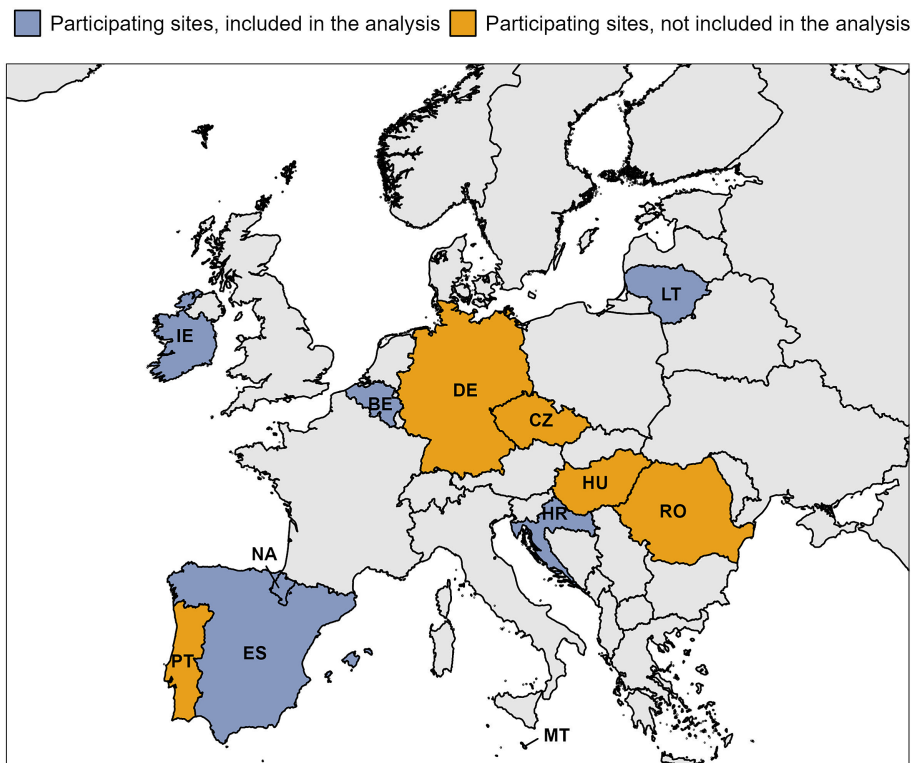 Participating sites, included in the analysis Participating sites, not included in the analysis
LT
IE
DE
BE
CZ
HU
HR
RO
NA
ES
PT
MT